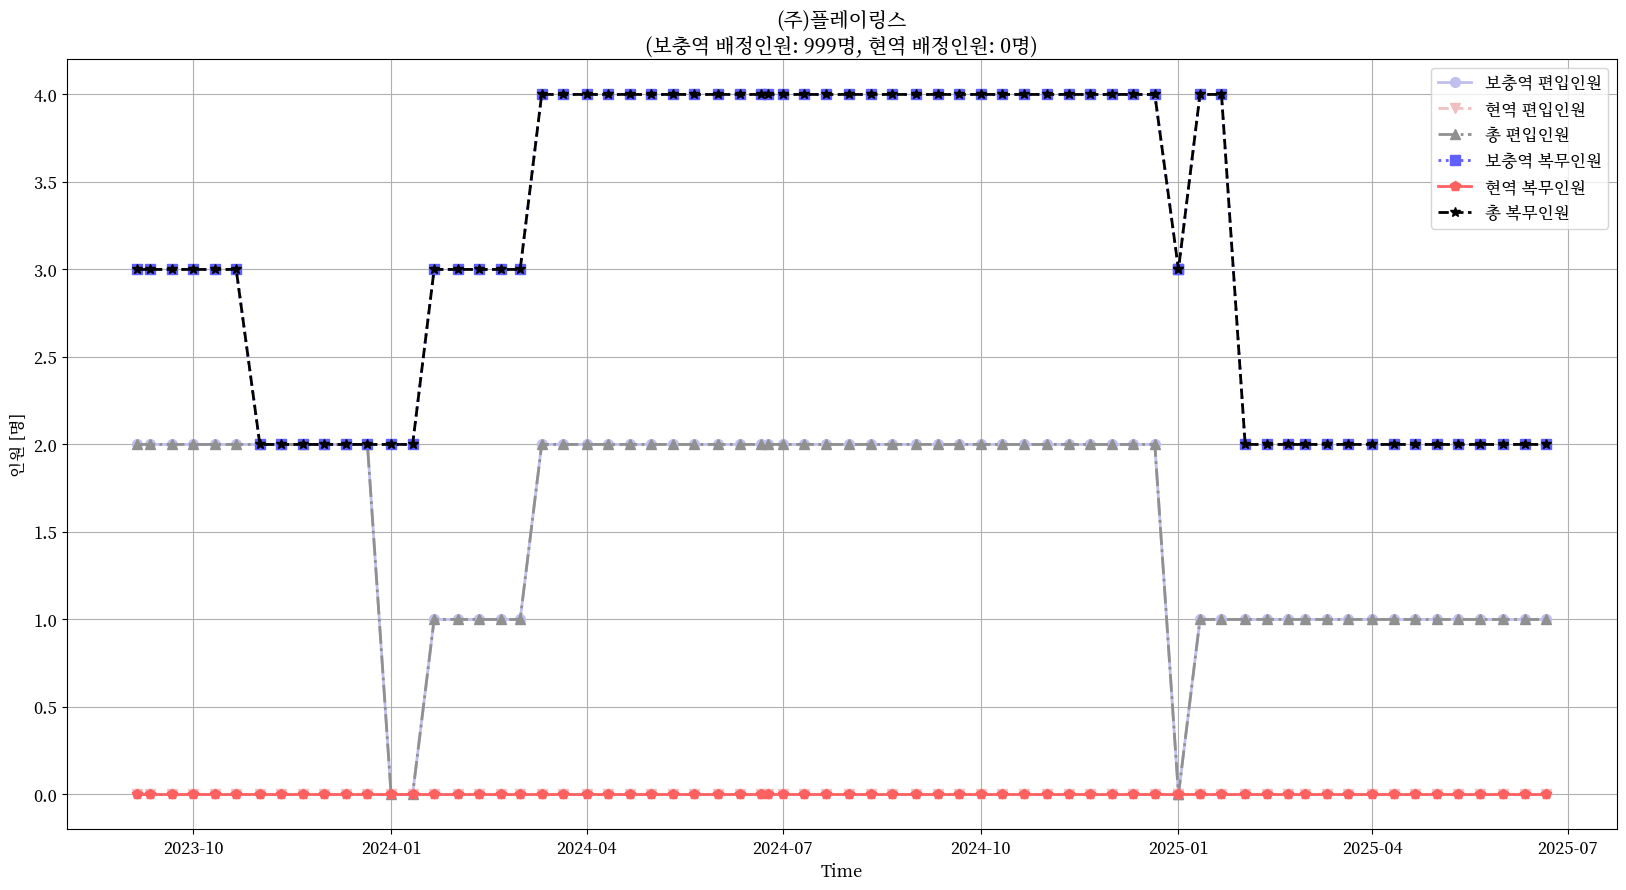 (주)플레이링스
(보충역 배정인원: 999명, 현역 배정인원: 0명)
보충역 편입인원
현역 편입인원
총 편입인원
보충역 복무인원
현역 복무인원
총 복무인원
인원 [명]
4.0
3.5
3.0
2.5
2.0
1.5
1.0
0.5
0.0
2023-10
2024-01
2024-04
2024-07
2024-10
2025-01
2025-04
2025-07
Time